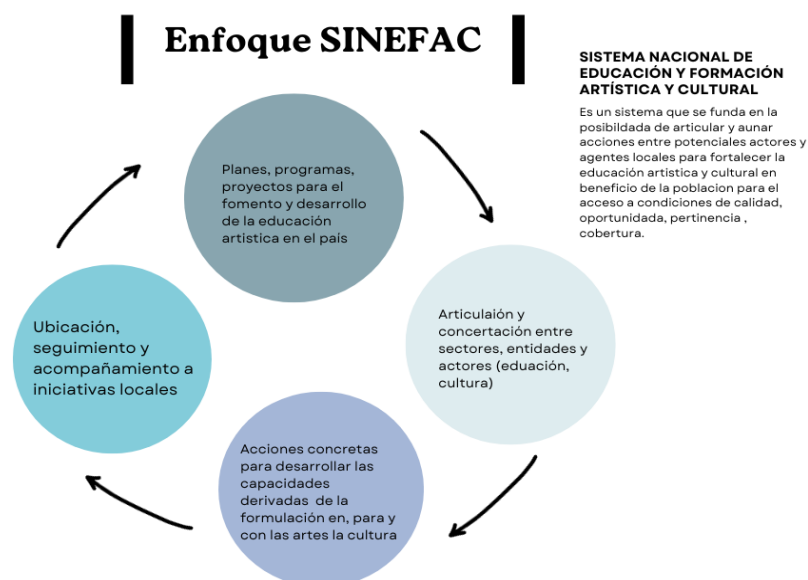 Enfoque SINEFAC
SISTEMA NACIONAL DE
EDUCACIÓN Y FORMACIÓN
ARTÍSTICA Y CULTURAL
Es un sistema que se funda en la
posibildada de articular y aunar
acciones entre potenciales actores y
agentes locales para fortalecer la
educación artistica y cultural en
beneficio de la poblacion para el
acceso a condiciones de calidad,
oportunidada, pertinencia ,
cobertura.
Planes, programas,
proyectos para el
fomento y desarrollo
de la educación
artistica en el país
Articulaión y
concertación entre
sectores, entidades y
actores (eduación,
cultura)
Acciones concretas
para desarrollar las
capacidades
derivadas de la
formulación en, para y
con las artes la cultura
Ubicación,
seguimiento y
acompañamiento a
iniciativas locales